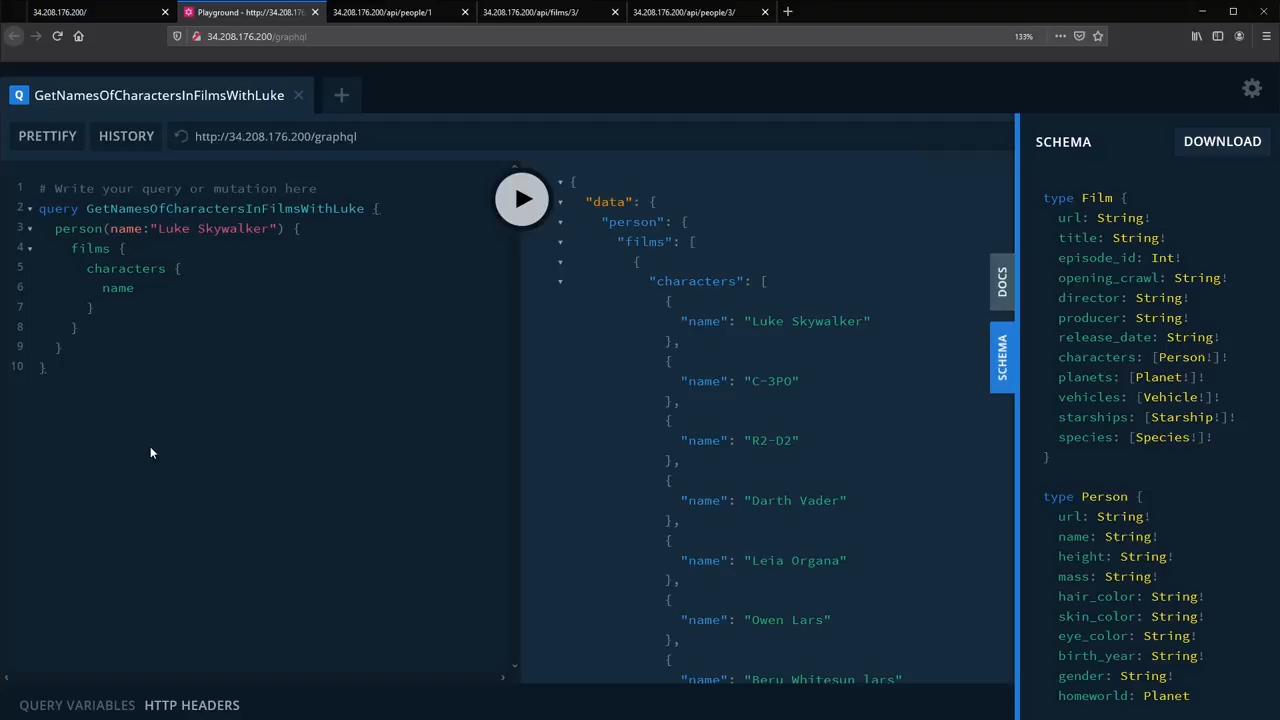 34.208.176.200/
Playground - http://34.208.176.
34.208.176.200/api/people/1
34.208.176.200/api/films/3/
34.208.176.200/api/people/3/
34.208.176.200/graphql
133%
Q GetNamesOfCharactersInFilmsWithLuke
PRETTIFY HISTORY http://34.208.176.200/graphql
1 # Write your query or mutation here
2 query GetNamesOfCharactersInFilmsWithLuke {
3 person(name:"Luke Skywalker") {
4 films {
5 characters {
6 name
7 }
8 }
9 }
10 }
{
"data": {
"person": {
"films": [
{
"characters": [
{
"name": "Luke Skywalker"
},
{
"name": "C-3PO"
},
{
"name": "R2-D2"
},
{
"name": "Darth Vader"
},
{
"name": "Leia Organa"
},
{
"name": "Owen Lars"
},
{
"name": "Beru Whitesun lars"
DOCS
SCHEMA
SCHEMA DOWNLOAD
type Film {
url: String!
title: String!
episode_id: Int!
opening_crawl: String!
director: String!
producer: String!
release_date: String!
characters: [Person!]!
planets: [Planet!]!
vehicles: [Vehicle!]!
starships: [Starship!]!
species: [Species!]!
}
type Person {
url: String!
name: String!
height: String!
mass: String!
hair_color: String!
skin_color: String!
eye_color: String!
birth_year: String!
gender: String!
homeworld: Planet
QUERY VARIABLES HTTP HEADERS